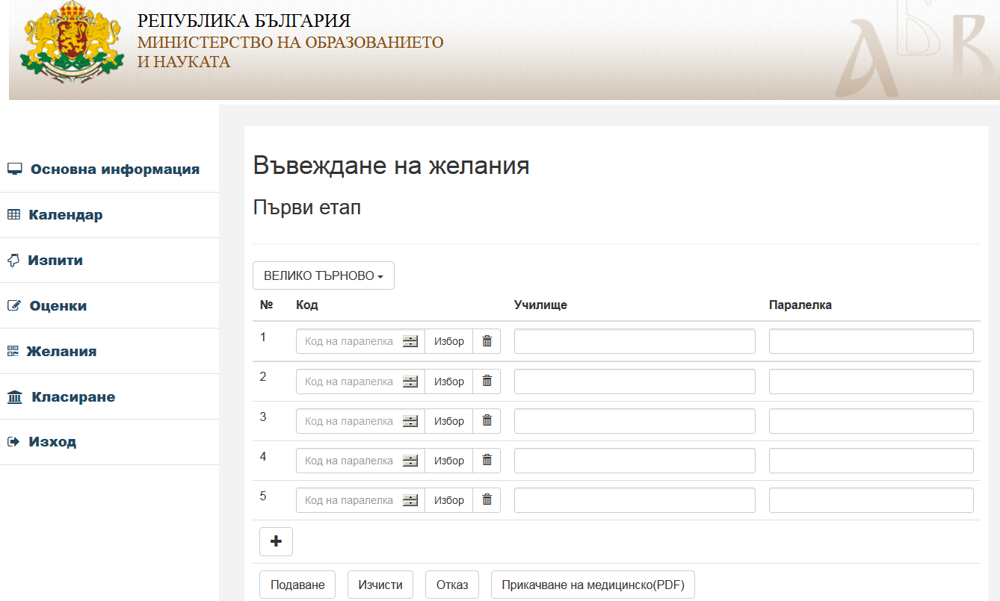 РЕПУБЛИКА БЪЛГАРИЯ
МИНИСТЕРСТВО НА ОБРАЗОВАНИЕТО
И НАУКАТА
АБВ
Основна информация
Календар
Изпити
Оценки
Желания
Класиране
Изход
Въвеждане на желания
Първи етап
ВЕЛИКО ТЪРНОВО
№ Код Училище Паралелка
1 Код на паралелка Избор
2 Код на паралелка Избор
3 Код на паралелка Избор
4 Код на паралелка Избор
5 Код на паралелка Избор
Подаване Изчисти Отказ Прикачване на медицинско(PDF)